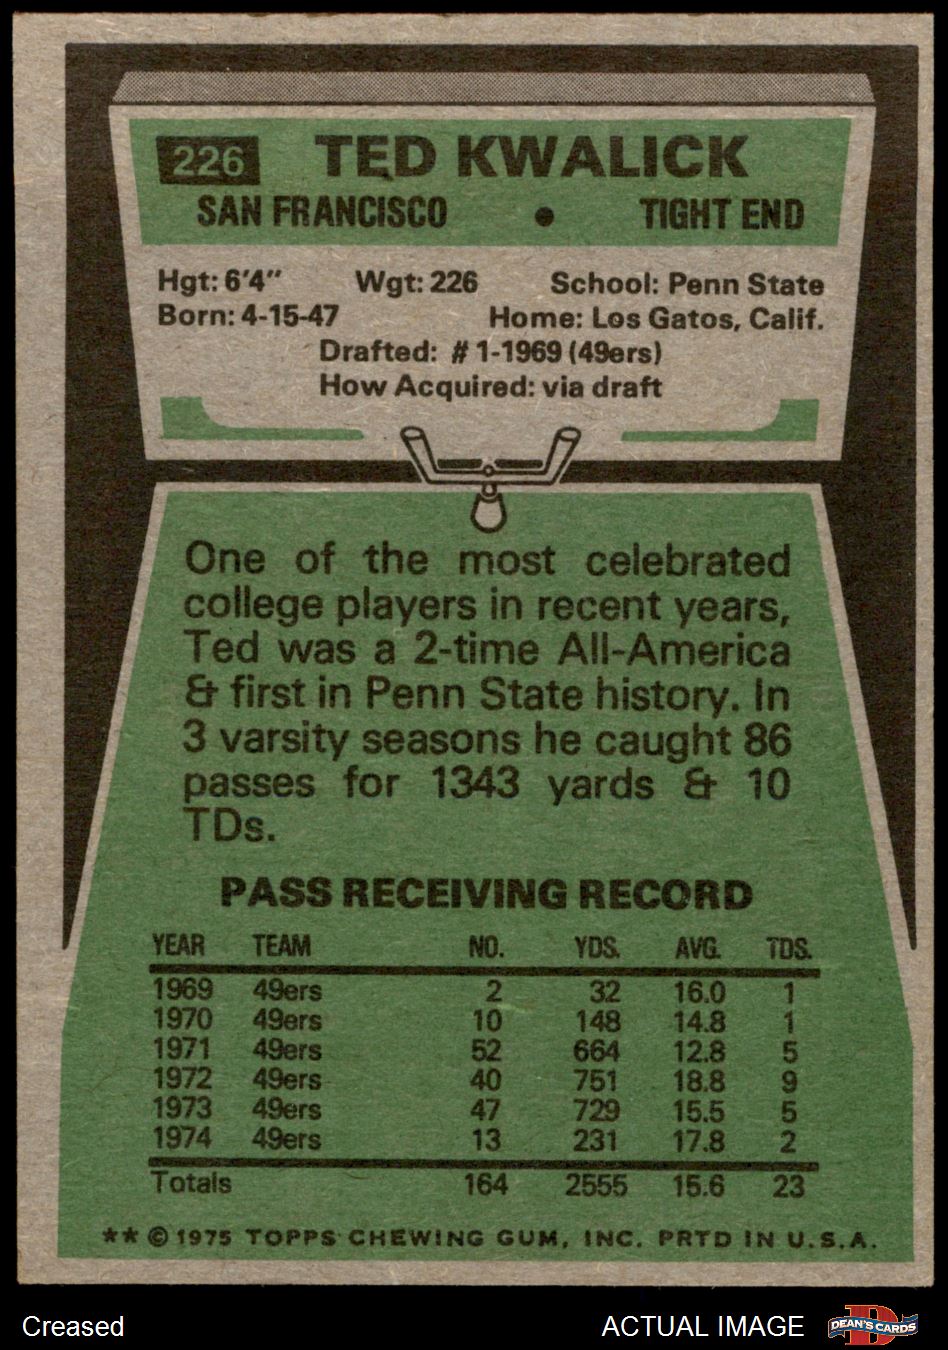 226 TED KWALICK
SAN FRANCISCO • TIGHT END
Hgt: 6'4" Wgt: 226 School: Penn State
Born: 4-15-47 Home: Los Gatos, Calif.
Drafted: #1-1969 (49ers)
How Acquired: via draft
One of the most celebrated
college players in recent years,
Ted was a 2-time All-America
& first in Penn State history. In
3 varsity seasons he caught 86
passes for 1343 yards & 10
TDs.
PASS RECEIVING RECORD
YEAR TEAM NO. YDS. AVG. TDS.
1969 49ers 2 32 16.0 1
1970 49ers 10 148 14.8 1
1971 49ers 52 664 12.8 5
1972 49ers 40 751 18.8 9
1973 49ers 47 729 15.5 5
1974 49ers 13 231 17.8 2
Totals 164 2555 15.6 23
** © 1975 TOPPS CHEWING GUM, INC. PRTD IN U.S.A.
Creased ACTUAL IMAGE D DEAN'S CARDS